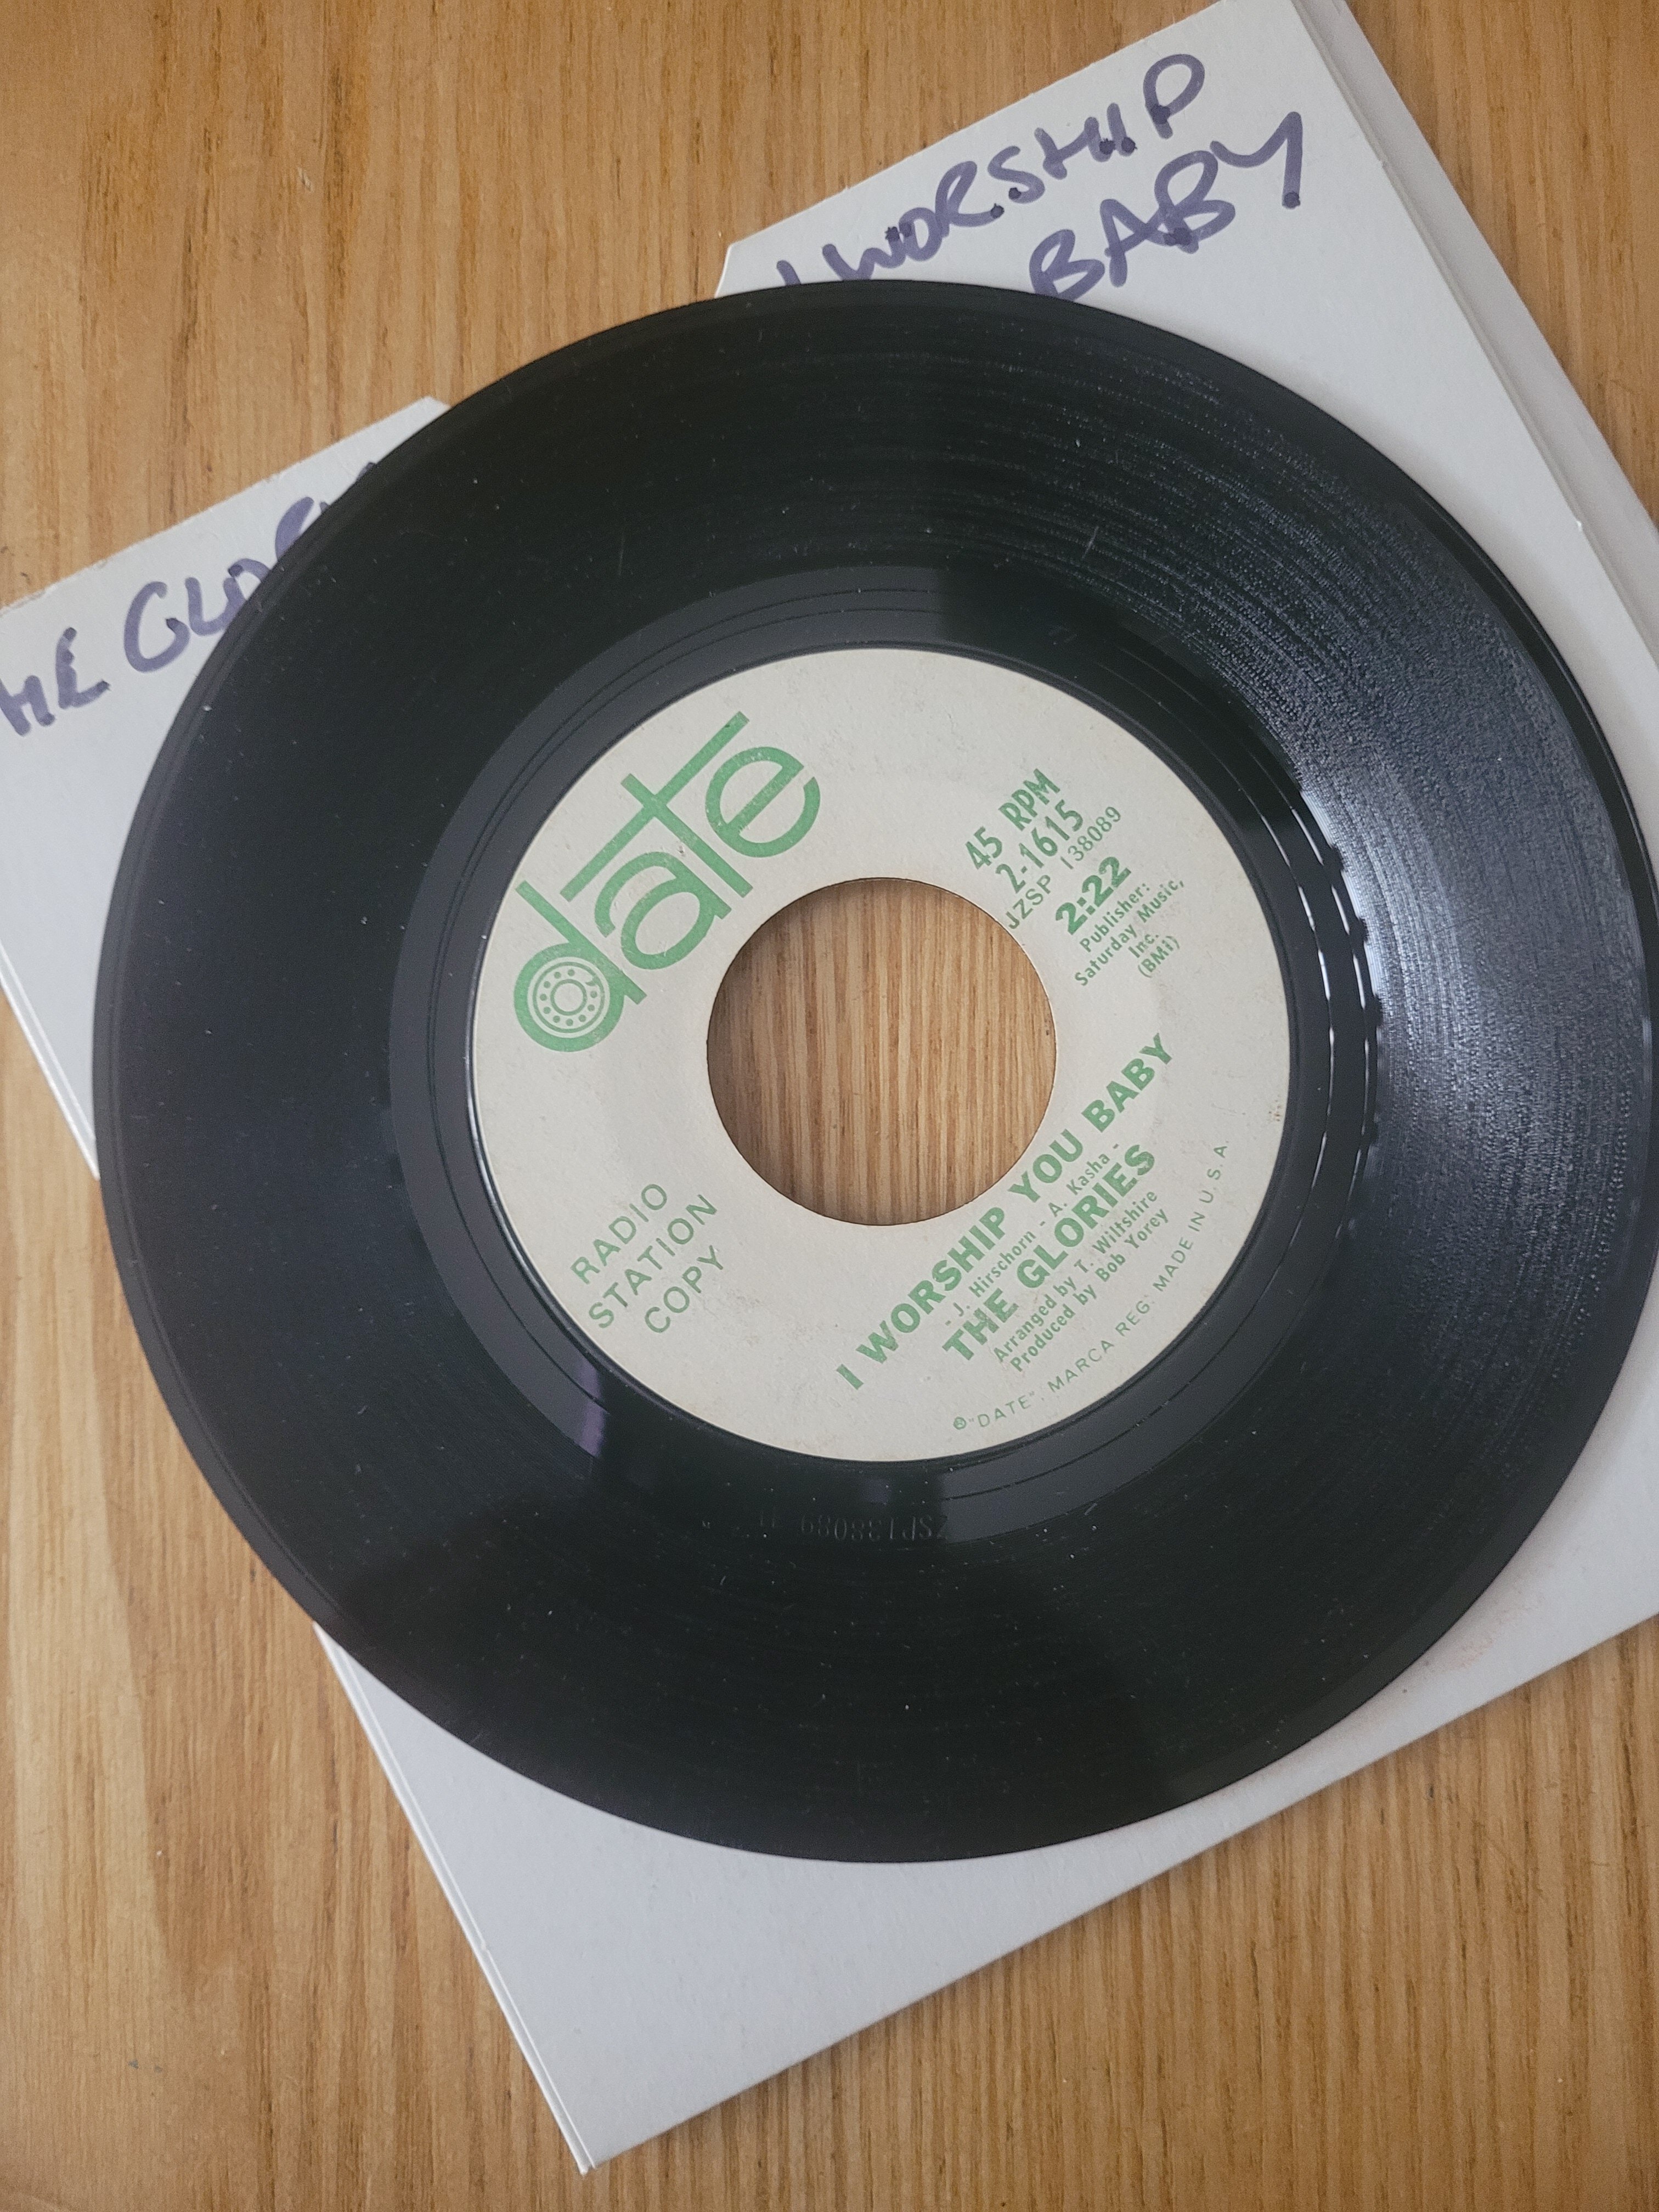 I WORSHIP
BABY
HE
date
45 RPM
2-1615
JZSP 138089
2:22
Publisher:
Saturday Music,
Inc.
(BMI)
RADIO
STATION
COPY
I WORSHIP YOU BABY
- J. Hirschorn - A. Kasha -
THE GLORIES
Arranged by T. Wiltshire
Produced by Bob Yorey
"DATE", MARCA REG. MADE IN U.S.A.
ZSP138089